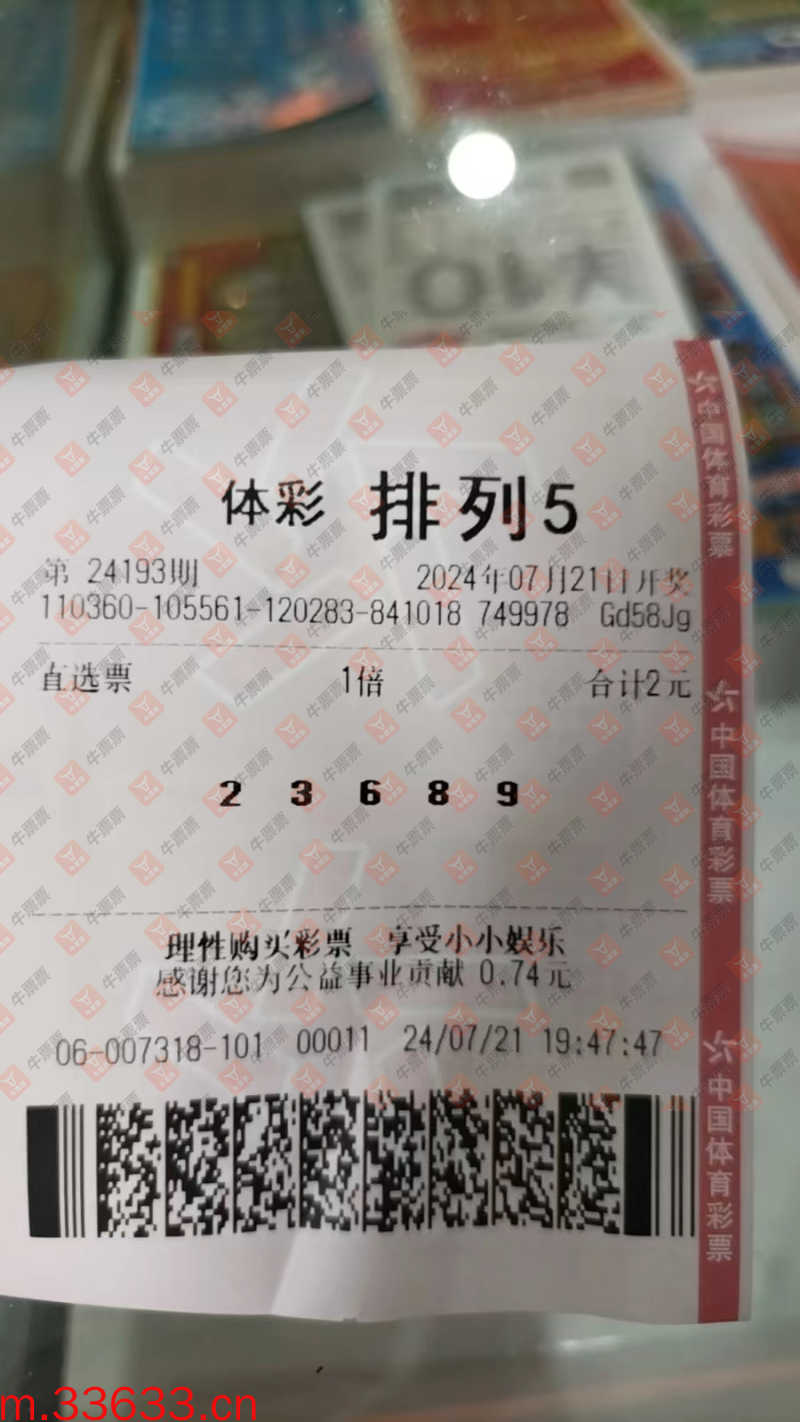 体彩 排列5
第 24193期 2024年07月21日开奖
110360-105561-120283-841018 749978 Gd58Jg
直选票 1倍 合计2元
2 3 6 8 9
理性购买彩票 享受小小娱乐
感谢您为公益事业贡献 0.74元
06-007318-101 00011 24/07/21 19:47:47
中国体育彩票
中国体育彩票
中国体育彩票
牛票票
m.33633.cn